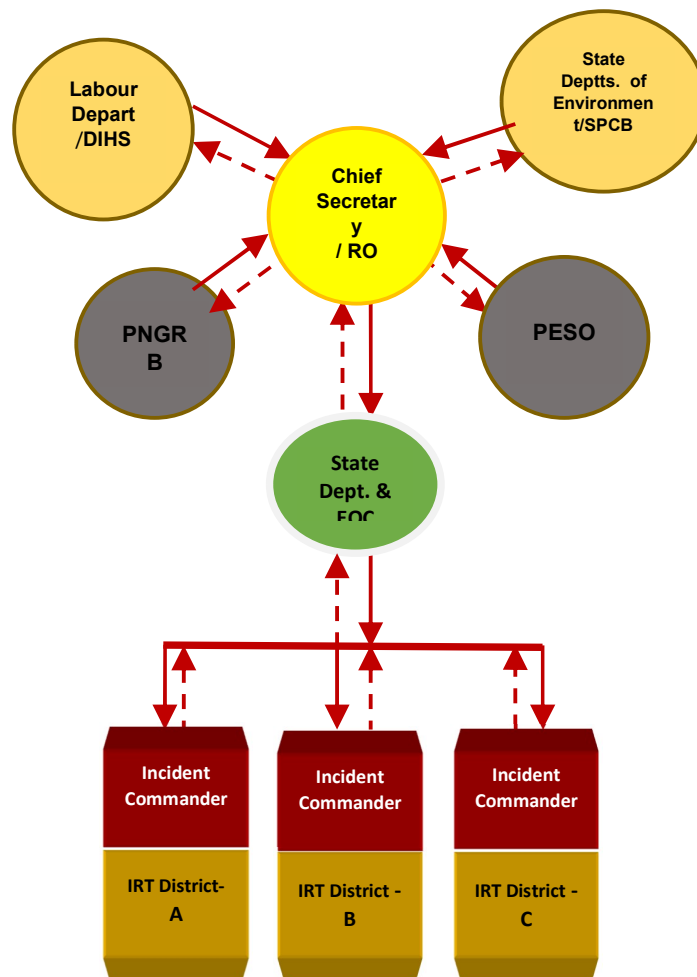 Labour
Depart
/DIHS
State
Deptts. of
Environmen
t/SPCB
Chief
Secretar
y
/ RO
PNGR
B
PESO
State
Dept. &
EOC
Incident
Commander
Incident
Commander
Incident
Commander
IRT District-
A
IRT District -
B
IRT District -
C